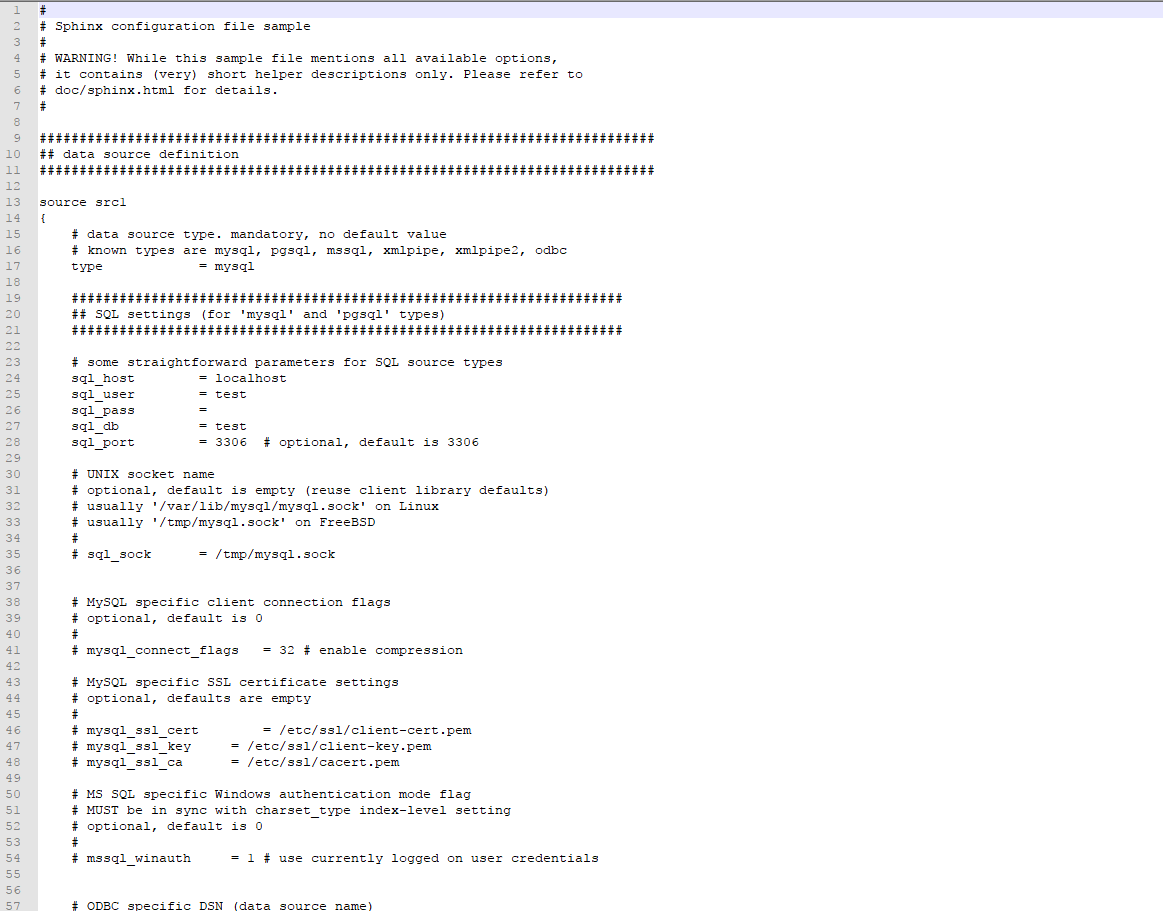 1 #
2 # Sphinx configuration file sample
3 #
4 # WARNING! While this sample file mentions all available options,
5 # it contains (very) short helper descriptions only. Please refer to
6 # doc/sphinx.html for details.
7 #
8
9 #############################################################################
10 ## data source definition
11 #############################################################################
12
13 source src1
14 {
15 # data source type. mandatory, no default value
16 # known types are mysql, pgsql, mssql, xmlpipe, xmlpipe2, odbc
17 type = mysql
18
19 #####################################################################
20 ## SQL settings (for 'mysql' and 'pgsql' types)
21 #####################################################################
22
23 # some straightforward parameters for SQL source types
24 sql_host = localhost
25 sql_user = test
26 sql_pass =
27 sql_db = test
28 sql_port = 3306 # optional, default is 3306
29
30 # UNIX socket name
31 # optional, default is empty (reuse client library defaults)
32 # usually '/var/lib/mysql/mysql.sock' on Linux
33 # usually '/tmp/mysql.sock' on FreeBSD
34 #
35 # sql_sock = /tmp/mysql.sock
36
37
38 # MySQL specific client connection flags
39 # optional, default is 0
40 #
41 # mysql_connect_flags = 32 # enable compression
42
43 # MySQL specific SSL certificate settings
44 # optional, defaults are empty
45 #
46 # mysql_ssl_cert = /etc/ssl/client-cert.pem
47 # mysql_ssl_key = /etc/ssl/client-key.pem
48 # mysql_ssl_ca = /etc/ssl/cacert.pem
49
50 # MS SQL specific Windows authentication mode flag
51 # MUST be in sync with charset_type index-level setting
52 # optional, default is 0
53 #
54 # mssql_winauth = 1 # use currently logged on user credentials
55
56
57 # ODBC specific DSN (data source name)